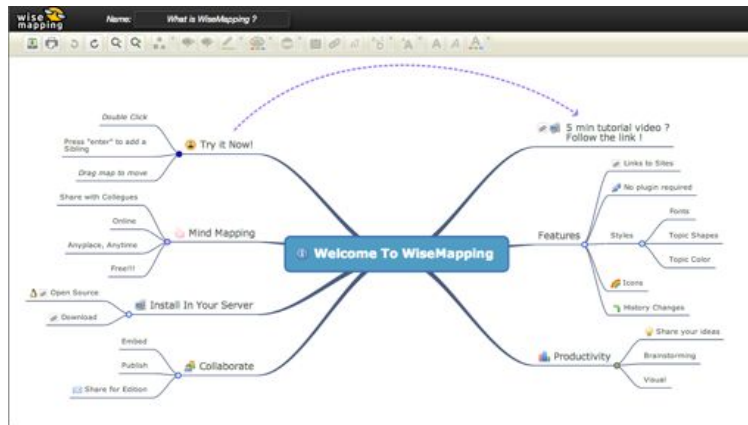 wise
mapping
Name: What is WiseMapping ?
Double Click
Press "enter" to add a
Sibling
Drag map to move
Try it Now!
Share with Collegues
Online
Anyplace, Anytime
Free!!!
Mind Mapping
Open Source
Download
Install In Your Server
Embed
Publish
Share for Edition
Collaborate
Welcome To WiseMapping
5 min tutorial video ?
Follow the link !
Features
Links to Sites
No plugin required
Styles
Fonts
Topic Shapes
Topic Color
Icons
History Changes
Productivity
Share your ideas
Brainstorming
Visual